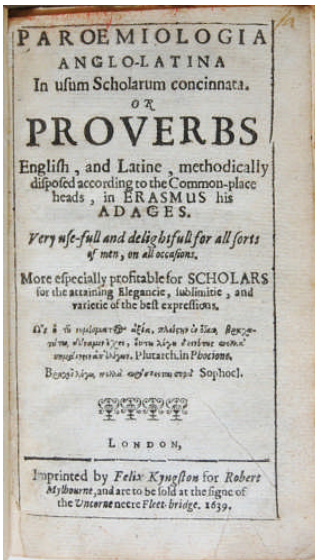 PAROEMIOLOGIA
ANGLO-LATINA
In usum Scholarum concinnata.
OR
PROVERBS
English, and Latine, methodically
disposed according to the Common-place
heads, in ERASMUS his
ADAGES.
Very use-full and delightfull for all sorts
of men, on all occasions.
More especially profitable for SCHOLARS
for the attaining Elegancie, sublimitie, and
varietie of the best expressions.
Plutarch. in Phocione.
Sophocl.
LONDON,
Imprinted by Felix Kyngston for Robert
Mylbourne, and are to be sold at the signe of
the Unicorne neere Fleet-bridge. 1639.